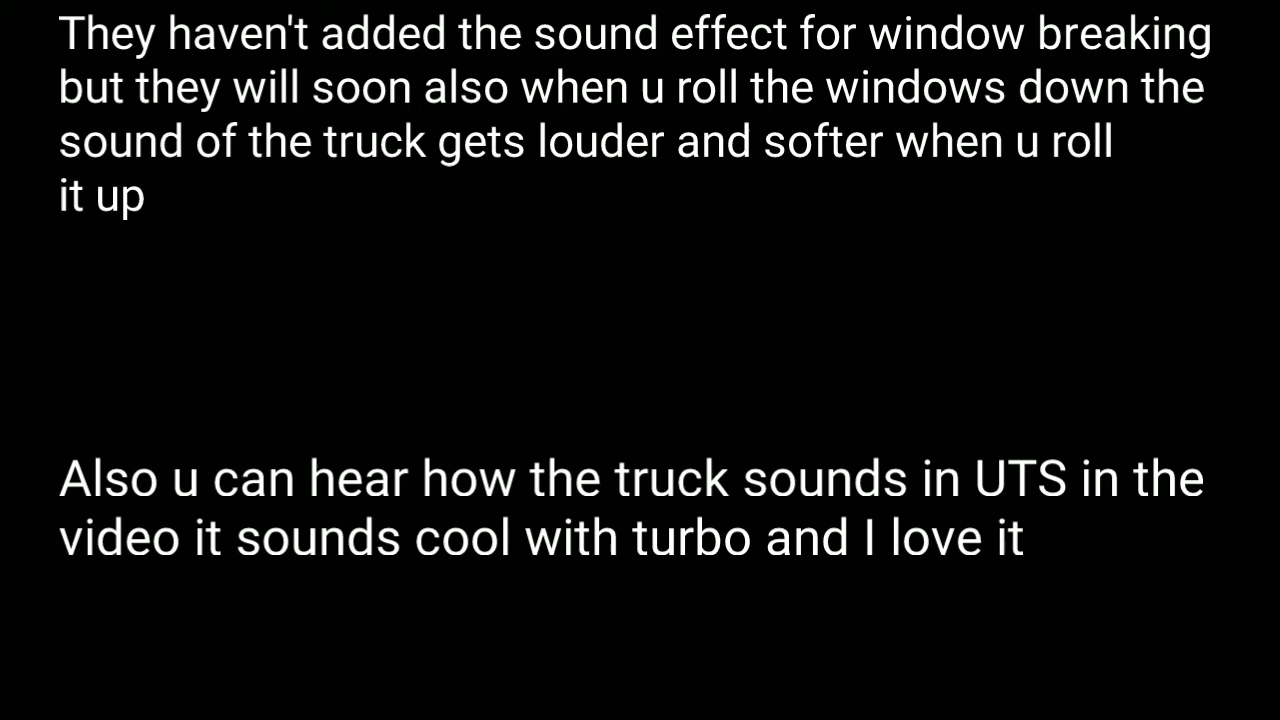 They haven't added the sound effect for window breaking
but they will soon also when u roll the windows down the
sound of the truck gets louder and softer when u roll
it up
Also u can hear how the truck sounds in UTS in the
video it sounds cool with turbo and I love it